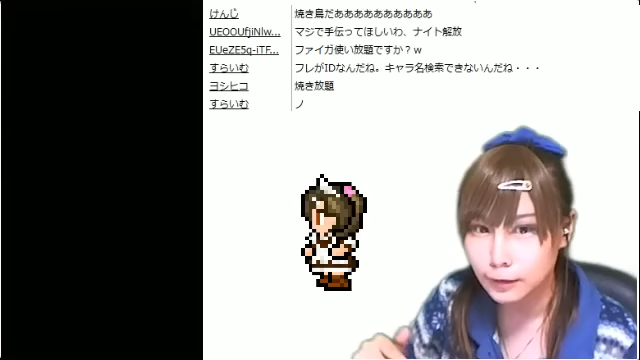 けんじ 焼き鳥だああああああああああ
UEOOUfjiNlw... マジで手伝ってほしいわ、ナイト解放
EUeZE5q-iTF... ファイガ使い放題ですか？w
すらいむ フレがIDなんだね。キャラ名検索できないんだね・・・
ヨシヒコ 焼き放題
すらいむ ノ